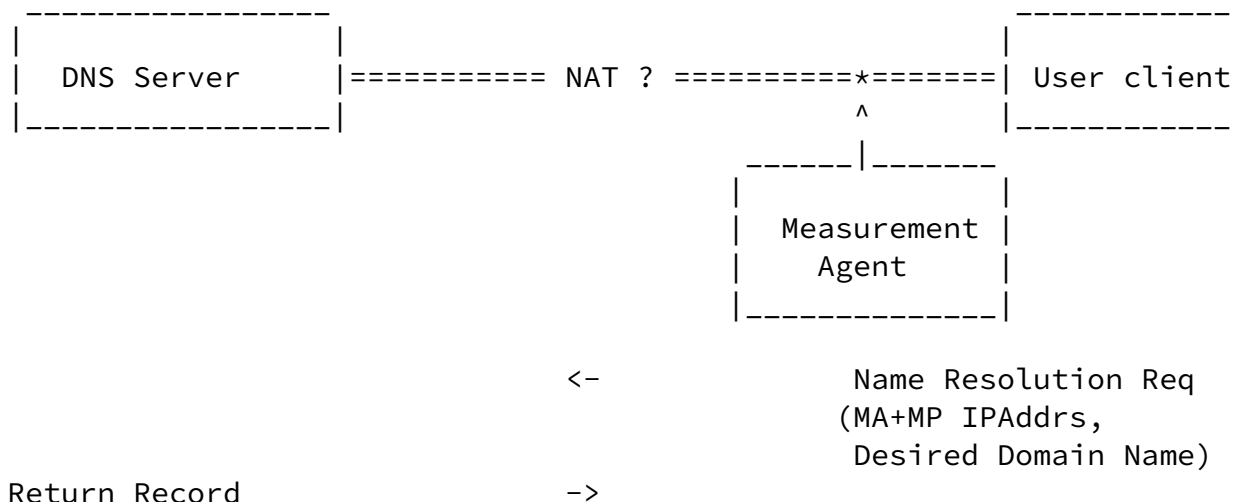 DNS Server =========== NAT ? ==========*======= User client
^
Measurement
Agent
<- Name Resolution Req
(MA+MP IPAddrs,
Desired Domain Name)
Return Record ->